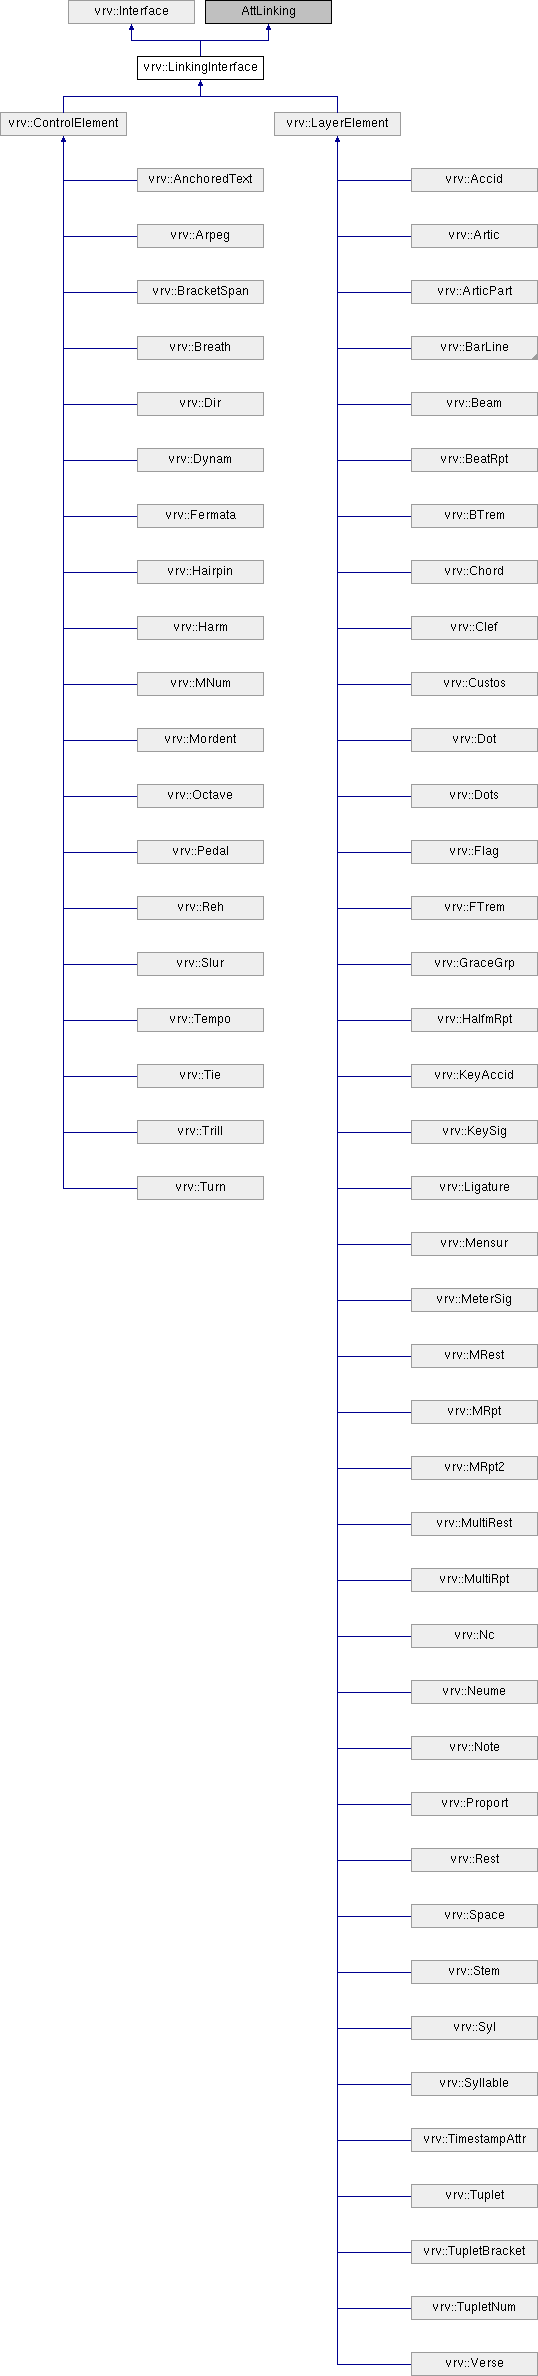 vrv::Interface
AttLinking
vrv::LinkingInterface
vrv::ControlElement
vrv::LayerElement
vrv::AnchoredText
vrv::Accid
vrv::Arpeg
vrv::Artic
vrv::BracketSpan
vrv::ArticPart
vrv::Breath
vrv::BarLine
vrv::Dir
vrv::Beam
vrv::Dynam
vrv::BeatRpt
vrv::Fermata
vrv::BTrem
vrv::Hairpin
vrv::Chord
vrv::Harm
vrv::Clef
vrv::MNum
vrv::Custos
vrv::Mordent
vrv::Dot
vrv::Octave
vrv::Dots
vrv::Pedal
vrv::Flag
vrv::Reh
vrv::FTrem
vrv::Slur
vrv::GraceGrp
vrv::Tempo
vrv::HalfmRpt
vrv::Tie
vrv::KeyAccid
vrv::Trill
vrv::KeySig
vrv::Turn
vrv::Ligature
vrv::Mensur
vrv::MeterSig
vrv::MRest
vrv::MRpt
vrv::MRpt2
vrv::MultiRest
vrv::MultiRpt
vrv::Nc
vrv::Neume
vrv::Note
vrv::Proport
vrv::Rest
vrv::Space
vrv::Stem
vrv::Syl
vrv::Syllable
vrv::TimestampAttr
vrv::Tuplet
vrv::TupletBracket
vrv::TupletNum
vrv::Verse